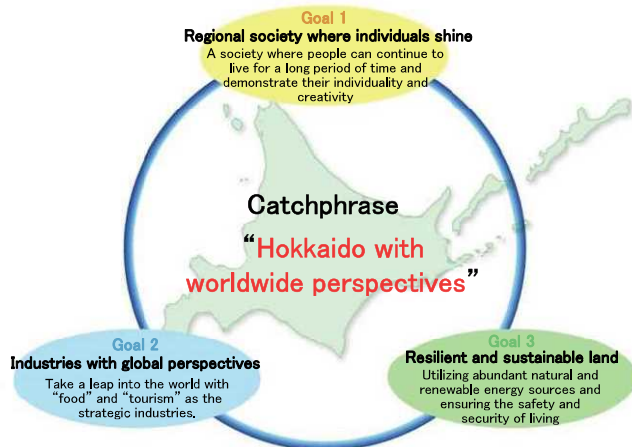 Goal 1
Regional society where individuals shine
A society where people can continue to
live for a long period of time and
demonstrate their individuality and
creativity
Catchphrase
“Hokkaido with
worldwide perspectives”
Goal 2
Industries with global perspectives
Take a leap into the world with
“food” and “tourism” as the
strategic industries.
Goal 3
Resilient and sustainable land
Utilizing abundant natural and
renewable energy sources and
ensuring the safety and
security of living